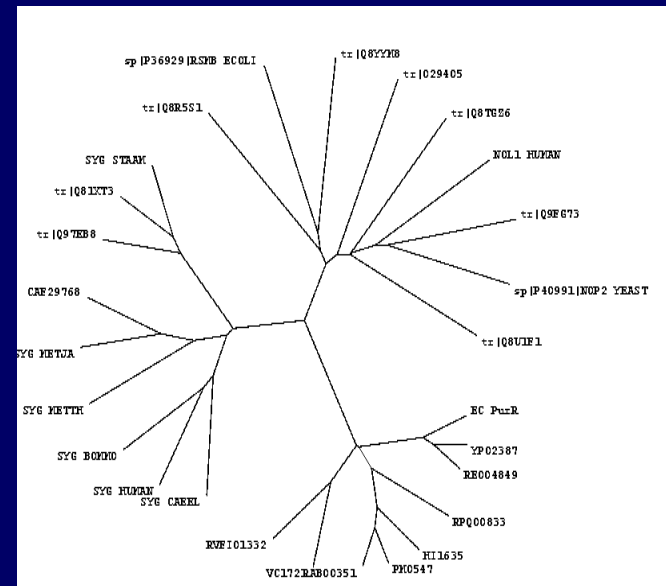 tr|Q8YYM8
sp|P36929|RSMB ECOLI
tr|O29405
tr|Q8R5S1
tr|Q8TGZ6
NOL1 HUMAN
SYG STAAM
tr|Q81XT3
tr|Q9FG73
tr|Q97EB8
CAF29768
sp|P40991|NOP2 YEAST
tr|Q8U1F1
SYG METJA
SYG METTH
EC PurR
YPO2387
SYG BOMMO
RE004849
SYG HUMAN
SYG CAEEL
RPQ00833
RVFI01332
HI1635
VC1721
RAB00351
PM0547